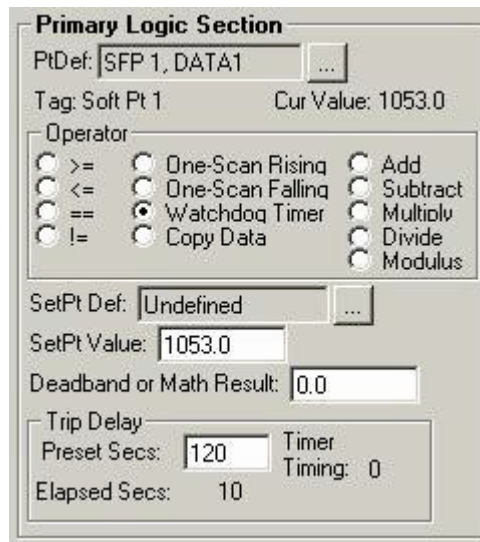 Primary Logic Section
PtDef: SFP 1, DATA1 ...
Tag: Soft Pt 1 Cur Value: 1053.0
Operator
>= One-Scan Rising Add
<= One-Scan Falling Subtract
== Watchdog Timer Multiply
!= Copy Data Divide
Modulus
SetPt Def: Undefined ...
SetPt Value: 1053.0
Deadband or Math Result: 0.0
Trip Delay
Preset Secs: 120 Timer
Timing: 0
Elapsed Secs: 10